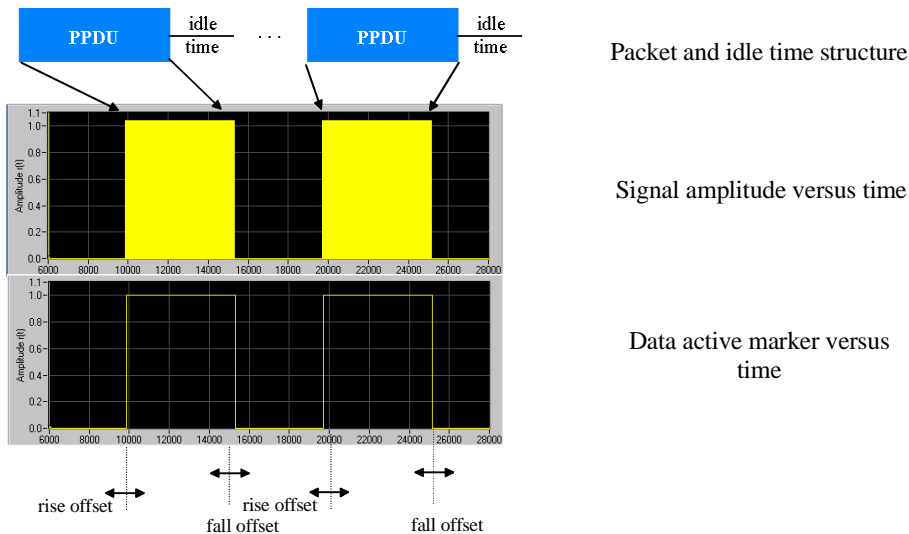 PPDU
idle
time
. . .
PPDU
idle
time
Packet and idle time structure
1.1
1.0
0.8
0.6
0.4
0.2
0.0
Amplitude r(t)
6000 8000 10000 12000 14000 16000 18000 20000 22000 24000 26000 28000
Signal amplitude versus time
1.1
1.0
0.8
0.6
0.4
0.2
0.0
Amplitude r(t)
6000 8000 10000 12000 14000 16000 18000 20000 22000 24000 26000 28000
Data active marker versus
time
rise offset
fall offset
rise offset
fall offset